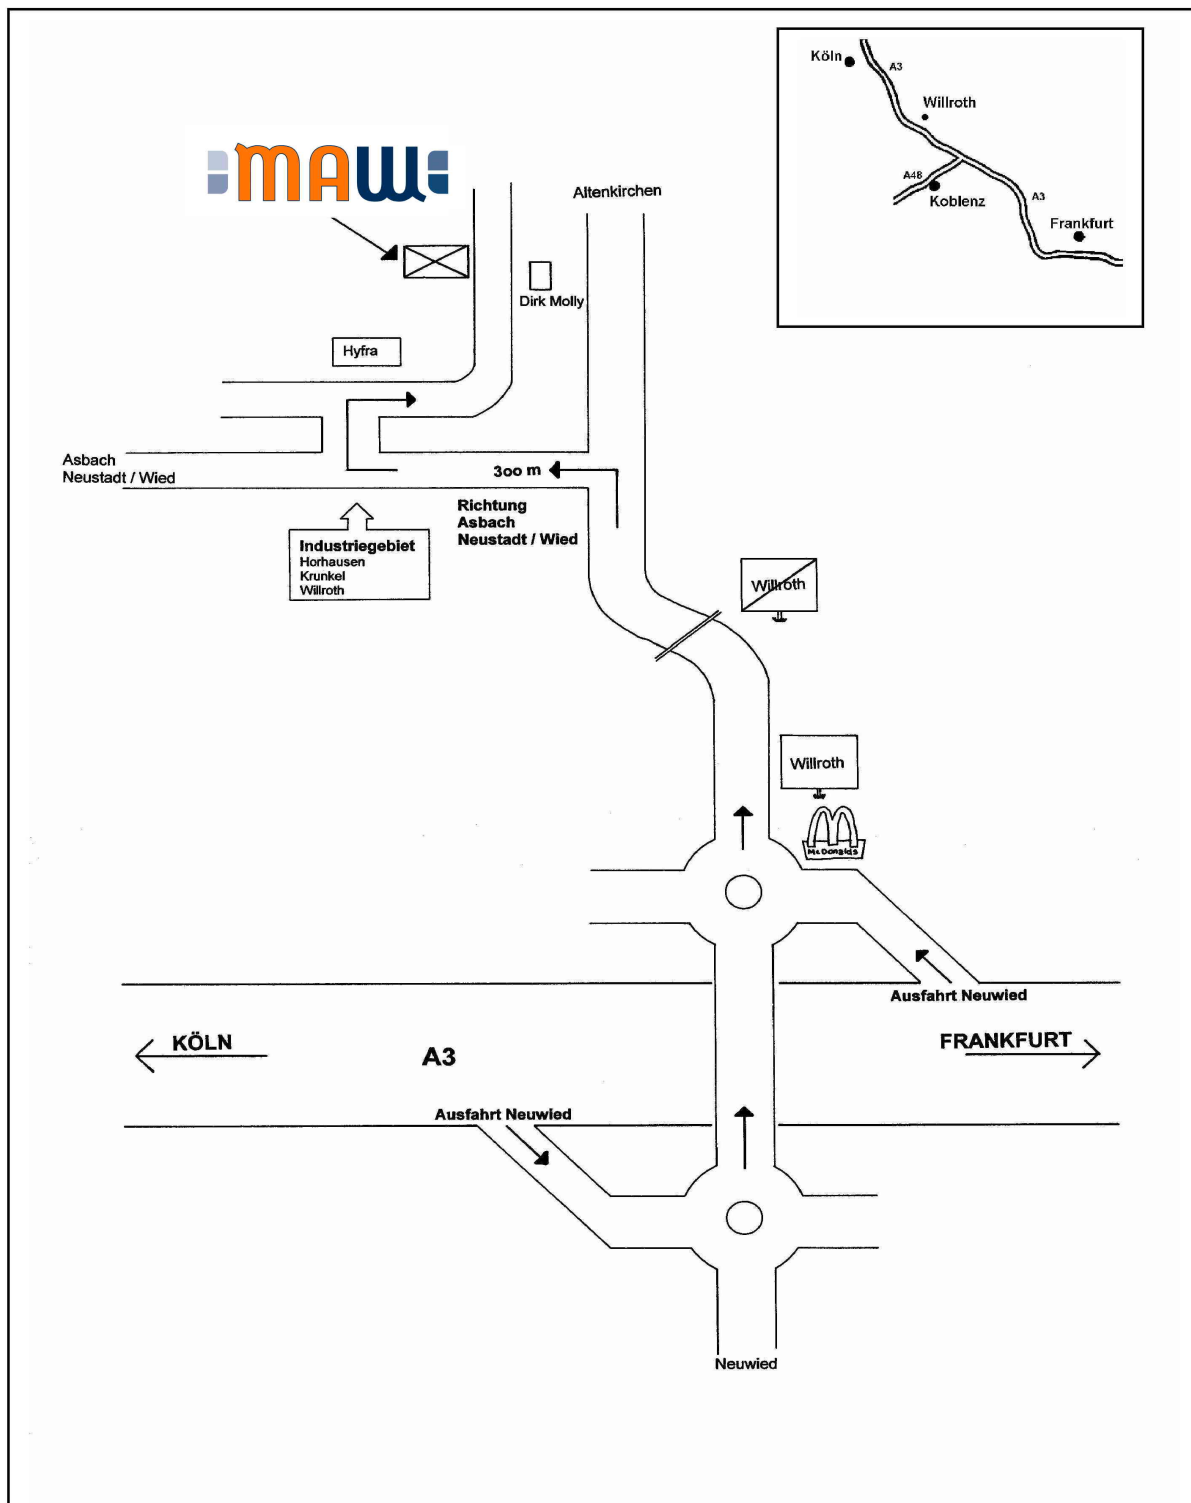 Köln
A3
Willroth
A48
Koblenz
A3
Frankfurt
MAW
Altenkirchen
Dirk Molly
Hyfra
Asbach
Neustadt / Wied
3oo m
Richtung
Asbach
Neustadt / Wied
Industriegebiet
Horhausen
Krunkel
Willroth
Willroth
Willroth
McDonalds
Ausfahrt Neuwied
KÖLN
A3
FRANKFURT
Ausfahrt Neuwied
Neuwied